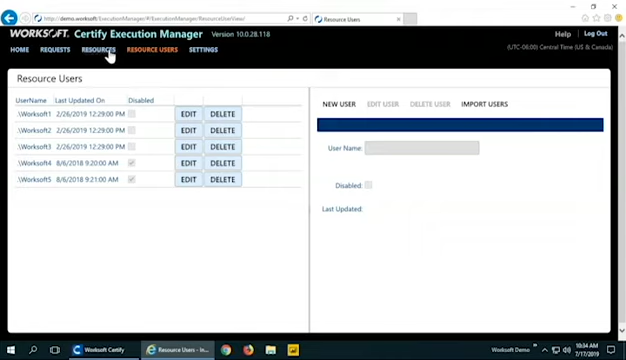 http://demo.worksoft/ExecutionManager/#/ExecutionManager/ResourceUserView/
Resource Users
WORKSOFT Certify Execution Manager Version 10.0.28.118
Help Log Out
HOME REQUESTS RESOURCES RESOURCE USERS SETTINGS
(UTC-06:00) Central Time (US & Canada)
Resource Users
UserName Last Updated On Disabled
.\Worksoft1 2/26/2019 12:29:00 PM EDIT DELETE
.\Worksoft2 2/26/2019 12:29:00 PM EDIT DELETE
.\Worksoft3 2/26/2019 12:29:00 PM EDIT DELETE
.\Worksoft4 8/6/2018 9:20:00 AM EDIT DELETE
.\Worksoft5 8/6/2018 9:21:00 AM EDIT DELETE
NEW USER EDIT USER DELETE USER IMPORT USERS
User Name:
Disabled:
Last Updated:
Worksoft Certify
Resource Users - In...
Worksoft Demo
10:34 AM
7/17/2019